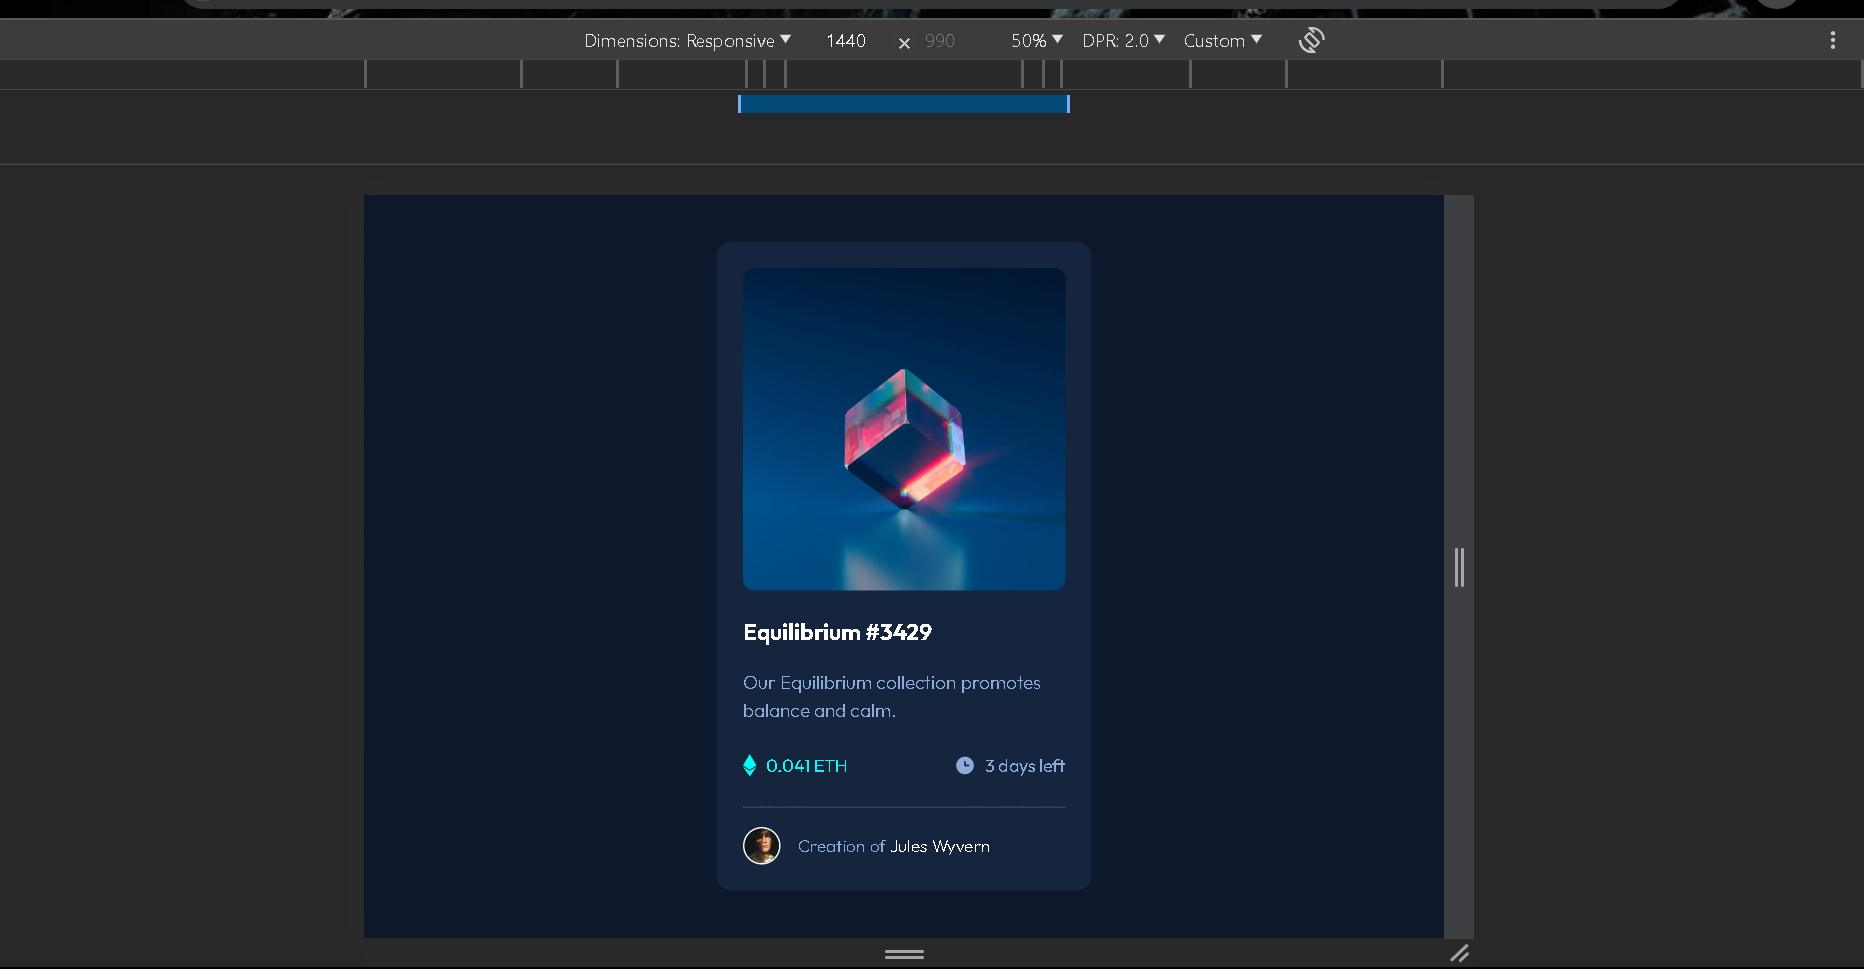 Dimensions: Responsive ▼ 1440 × 990 50% ▼ DPR: 2.0 ▼ Custom ▼
Equilibrium #3429
Our Equilibrium collection promotes
balance and calm.
0.041 ETH 3 days left
Creation of Jules Wyvern